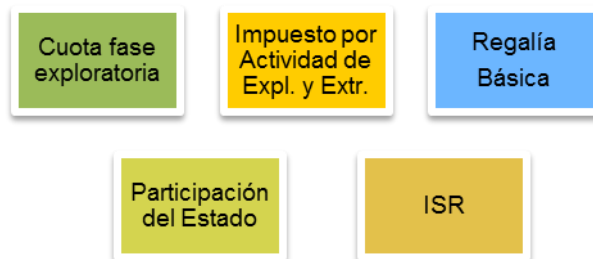 Cuota fase
exploratoria
Impuesto por
Actividad de
Expl. y Extr.
Regalía
Básica
Participación
del Estado
ISR